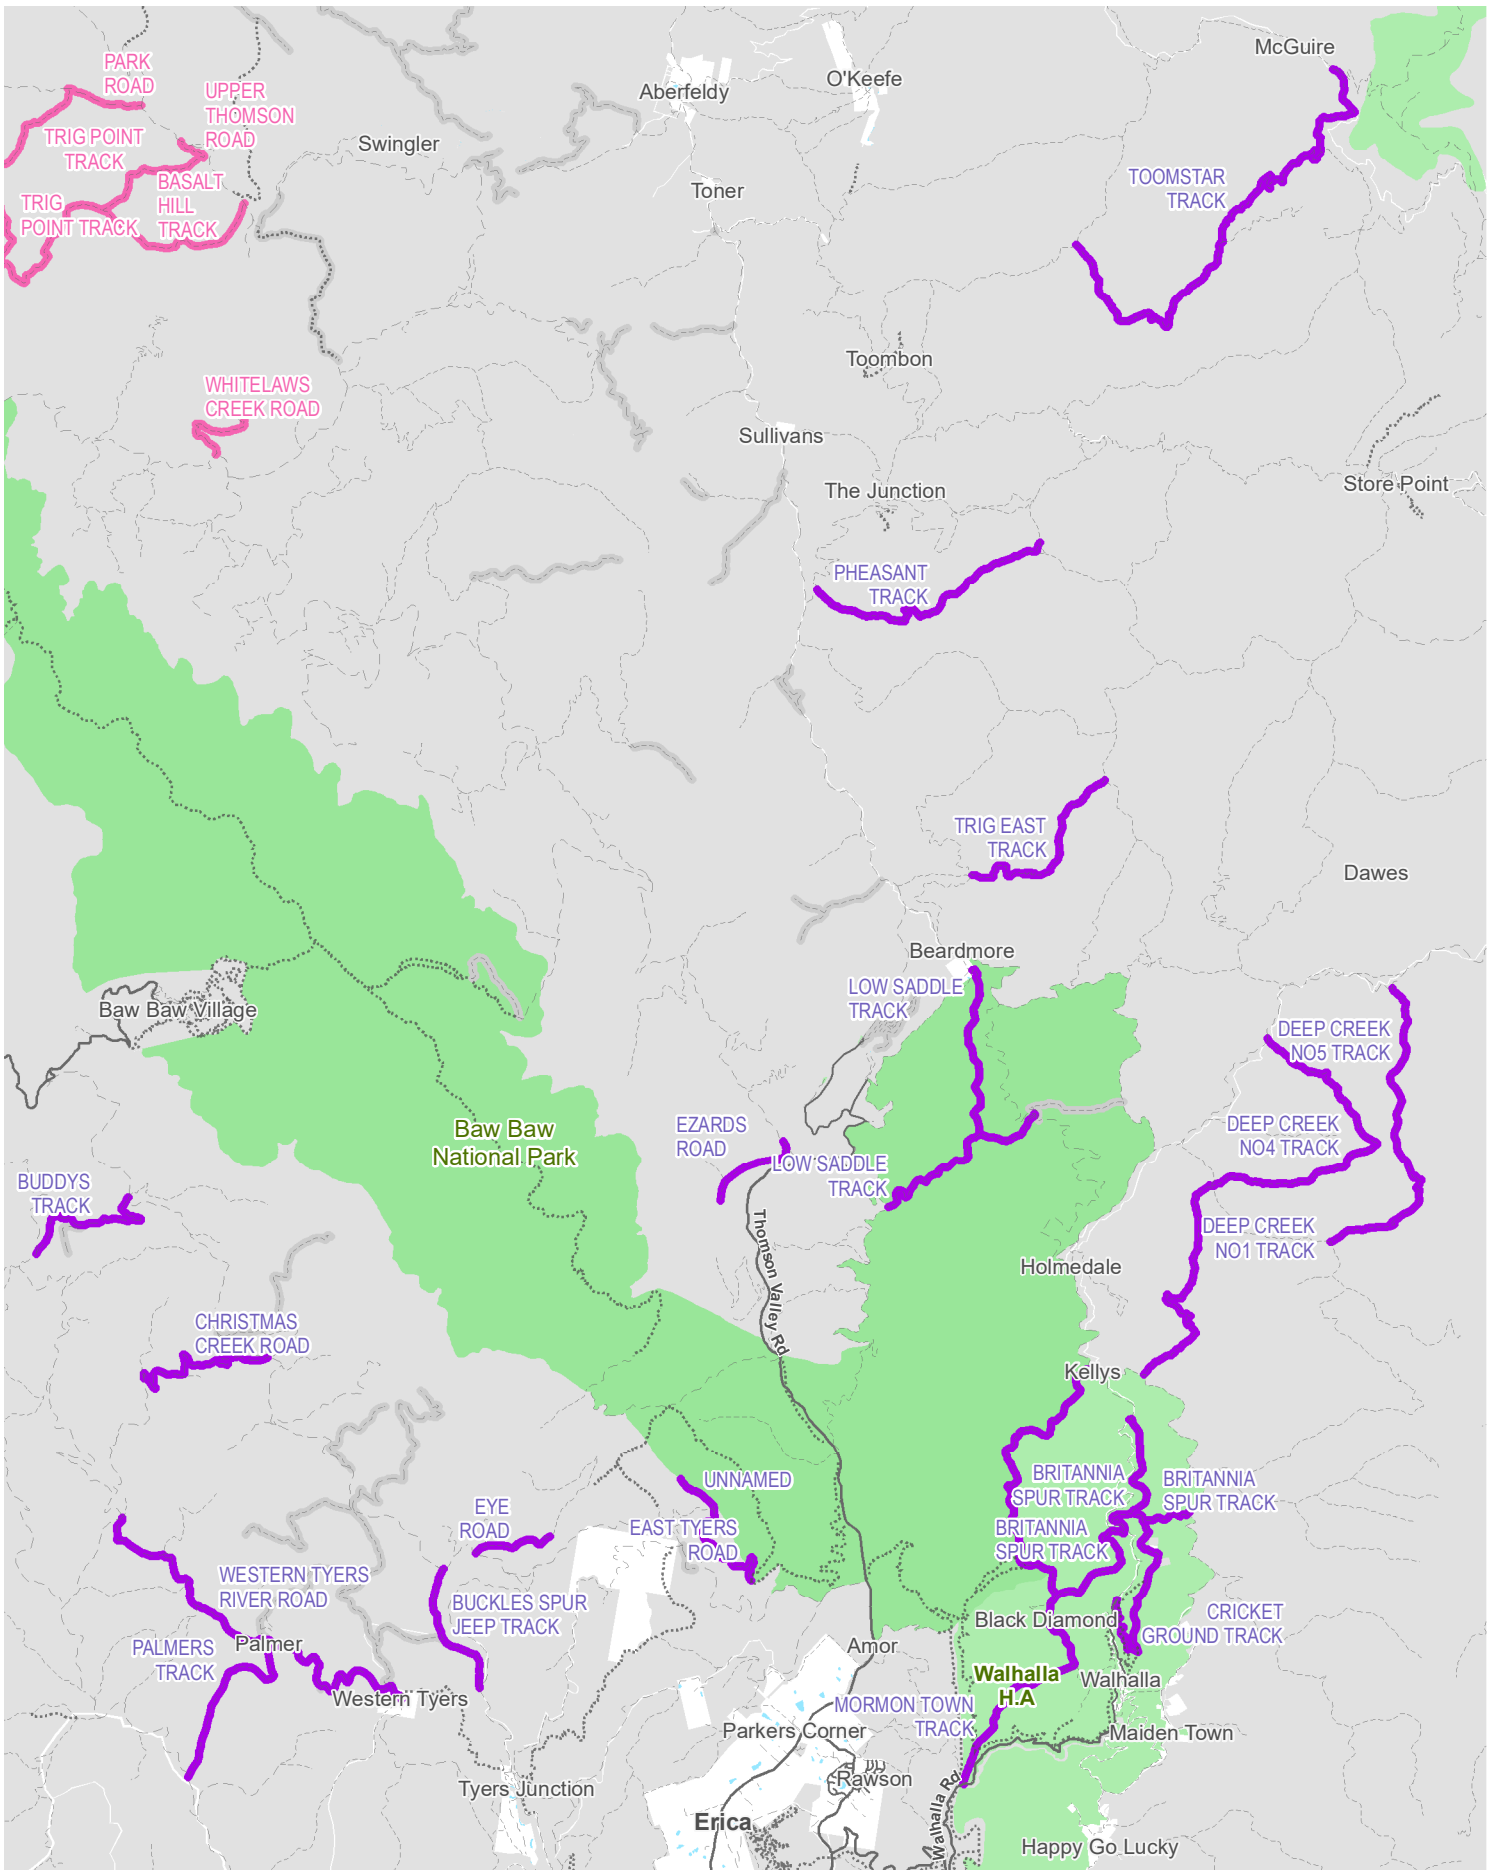 McGuire
PARK
ROAD
O'Keefe
Aberfeldy
UPPER
THOMSON
ROAD
TRIG POINT
TRACK
Swingler
TOOMSTAR
TRACK
BASALT
HILL
TRACK
Toner
TRIG
POINT TRACK
Toombon
WHITELAWS
CREEK ROAD
Sullivans
Store Point
The Junction
PHEASANT
TRACK
TRIG EAST
TRACK
Dawes
Beardmore
LOW SADDLE
TRACK
Baw Baw Village
DEEP CREEK
NO5 TRACK
EZARDS
ROAD
Baw Baw
National Park
DEEP CREEK
NO4 TRACK
LOW SADDLE
TRACK
BUDDYS
TRACK
DEEP CREEK
NO1 TRACK
Thomson Valley Rd
Holmedale
CHRISTMAS
CREEK ROAD
Kellys
UNNAMED
BRITANNIA
SPUR TRACK
BRITANNIA
SPUR TRACK
EYE
ROAD
EAST TYERS
ROAD
BRITANNIA
SPUR TRACK
WESTERN TYERS
RIVER ROAD
BUCKLES SPUR
JEEP TRACK
Black Diamond
CRICKET
GROUND TRACK
PALMERS
TRACK
Palmer
Amor
Walhalla
H.A
Walhalla
Western Tyers
MORMON TOWN
TRACK
Parkers Corner
Maiden Town
Tyers Junction
Rawson
Walhalla Rd
Erica
Happy Go Lucky